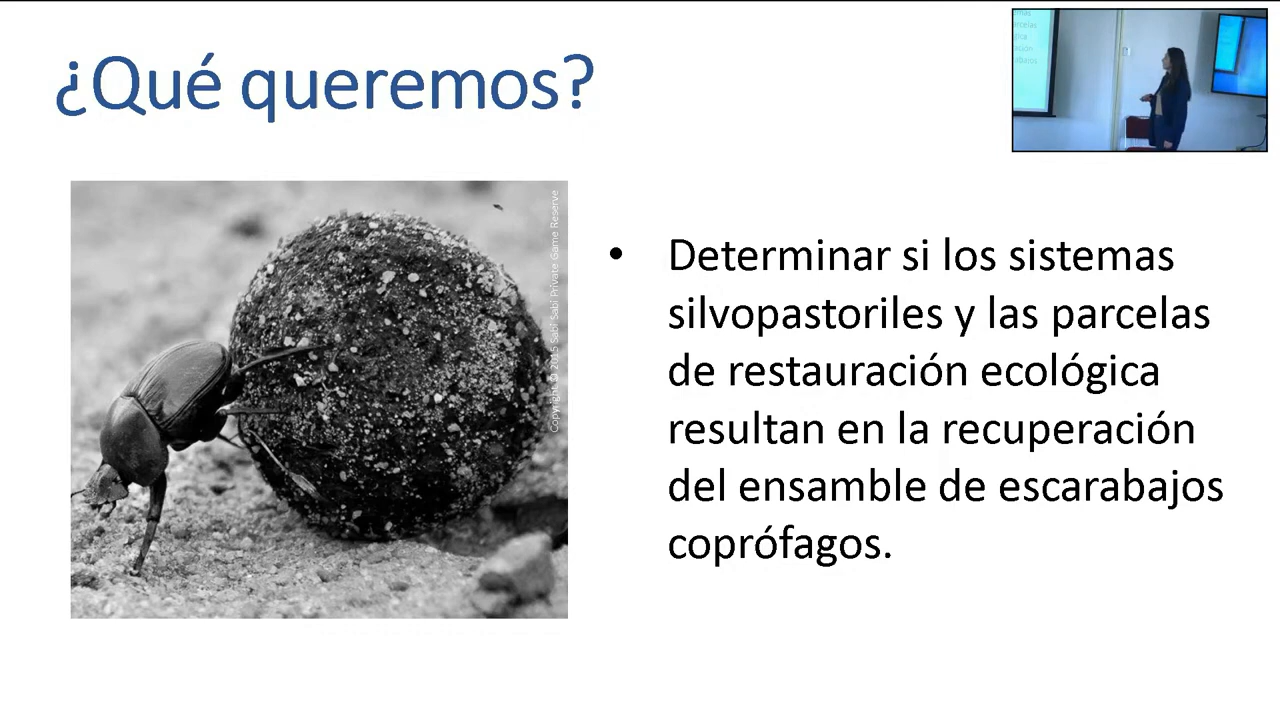 ¿Qué queremos?
• Determinar si los sistemas
silvopastoriles y las parcelas
de restauración ecológica
resultan en la recuperación
del ensamble de escarabajos
coprófagos.
Copyright © 2015 Sabi Sabi Private Game Reserve